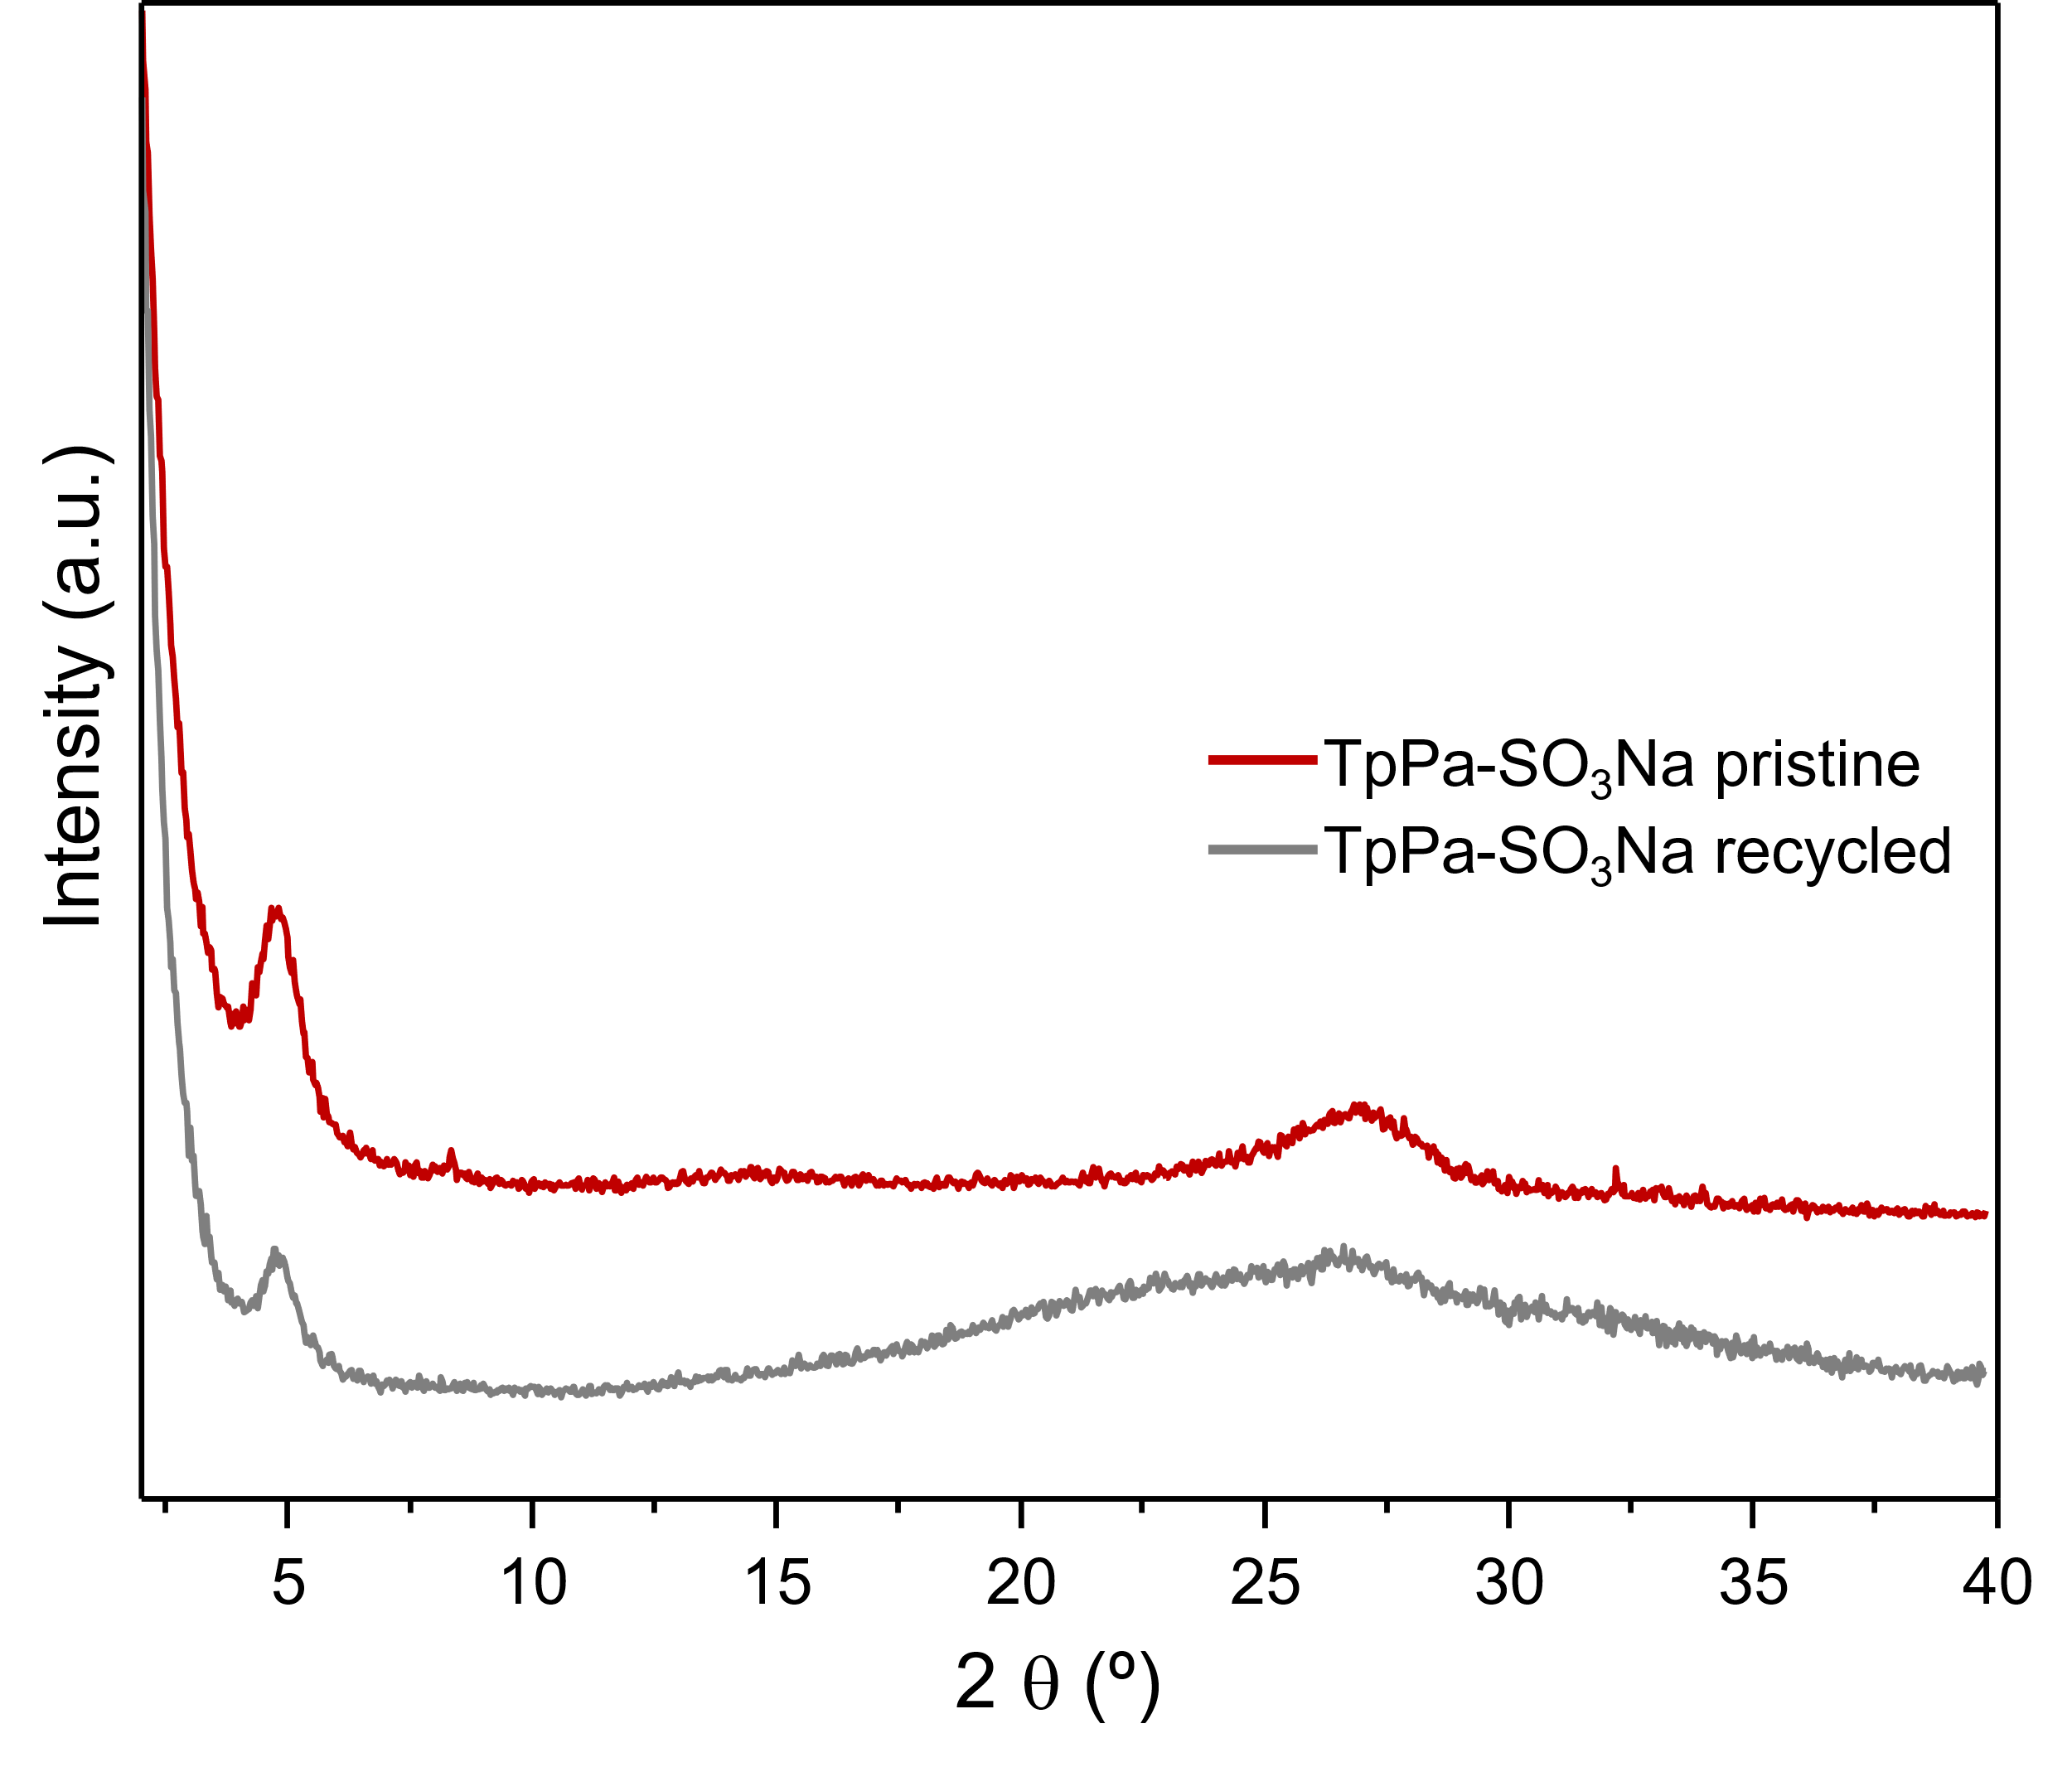 Intensity (a.u.)
TpPa-SO₃Na pristine
TpPa-SO₃Na recycled
5 10 15 20 25 30 35 40
2 θ (º)